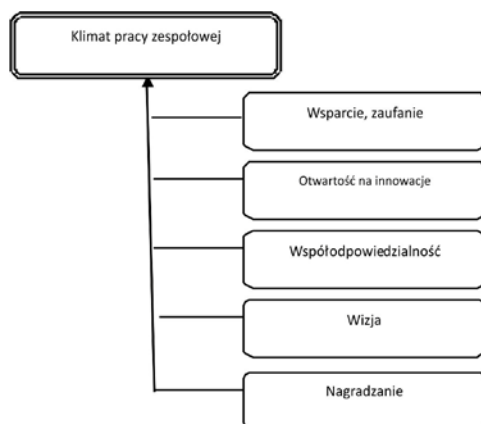 Klimat pracy zespołowej
Wsparcie, zaufanie
Otwartość na innowacje
Współodpowiedzialność
Wizja
Nagradzanie